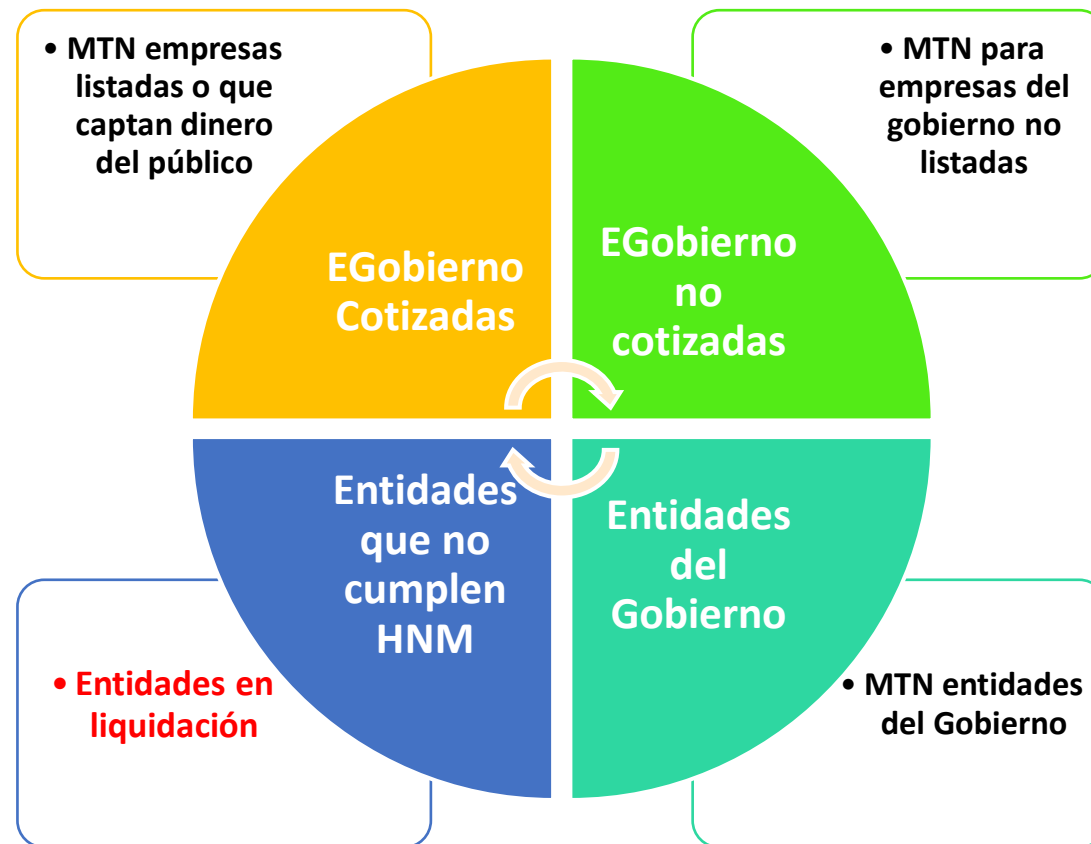 • MTN empresas
listadas o que
captan dinero
del público
• MTN para
empresas del
gobierno no
listadas
EGobierno
Cotizadas
EGobierno
no
cotizadas
Entidades
que no
cumplen
HNM
Entidades
del
Gobierno
• Entidades en
liquidación
• MTN entidades
del Gobierno